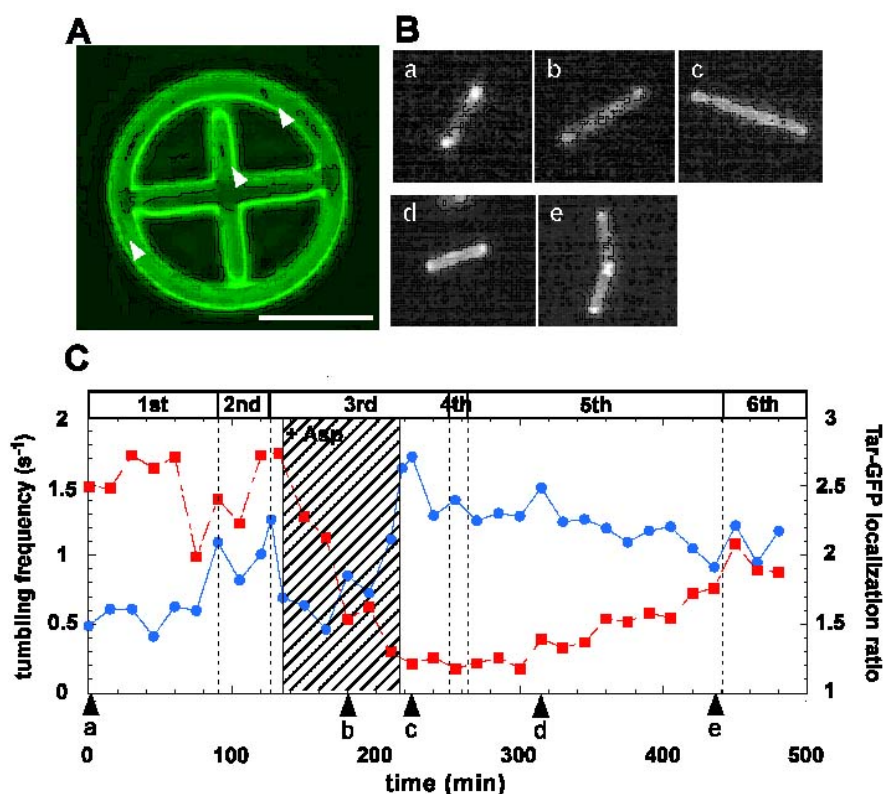 A
B
a
b
c
d
e
C
1st 2nd 3rd 4th 5th 6th
+ Asp
tumbling frequency (s-1)
2
1.5
1
0.5
0
3
2.5
2
1.5
1
Tar-GFP localization ratio
a b c d e
0 100 200 300 400 500
time (min)